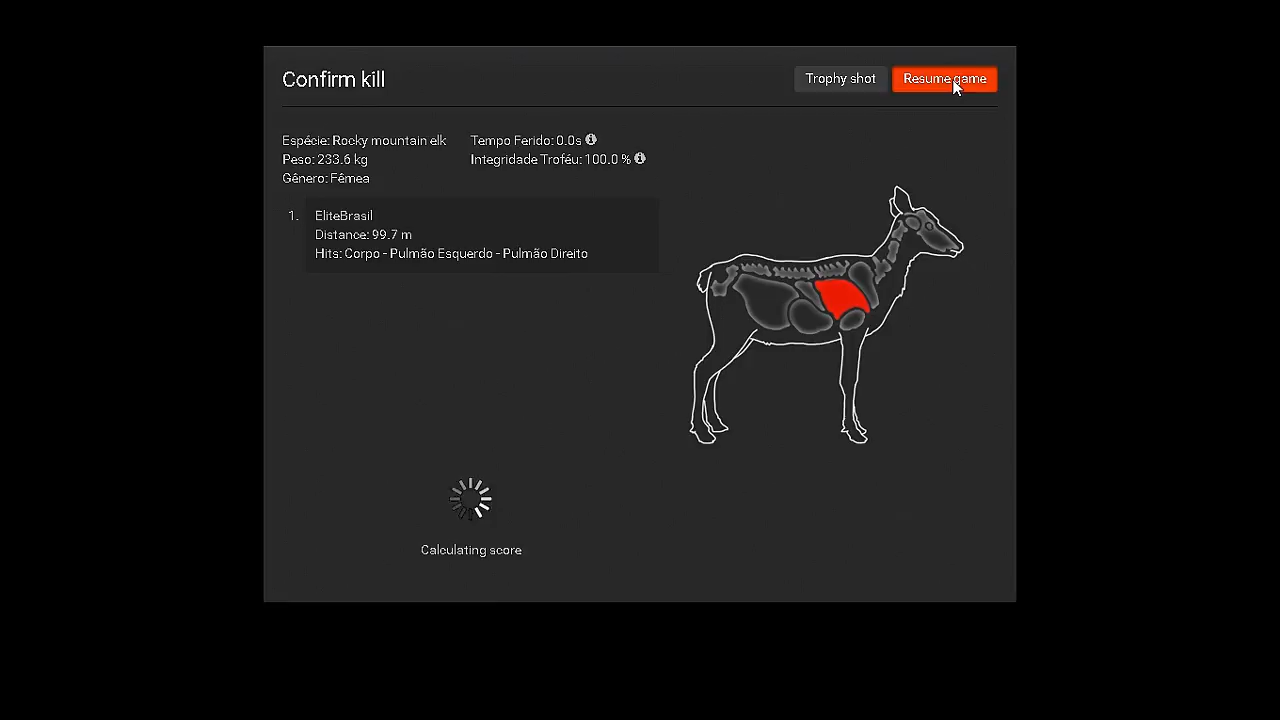 Confirm kill
Trophy shot
Resume game
Espécie: Rocky mountain elk
Peso: 233.6 kg
Gênero: Fêmea
Tempo Ferido: 0.0s
Integridade Troféu: 100.0 %
1.
EliteBrasil
Distance: 99.7 m
Hits: Corpo - Pulmão Esquerdo - Pulmão Direito
Calculating score